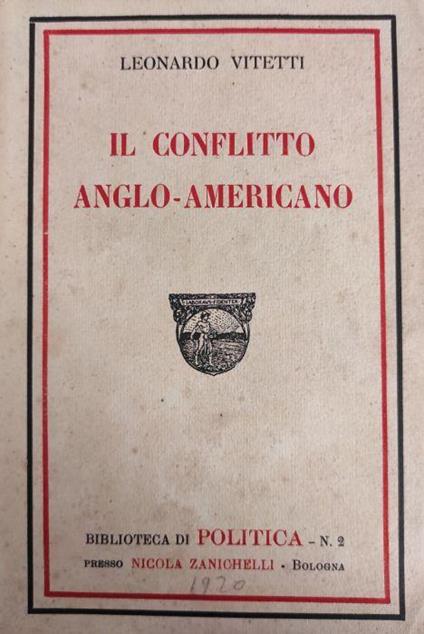 LEONARDO VITETTI
IL CONFLITTO
ANGLO-AMERICANO
BIBLIOTECA DI POLITICA - N. 2
PRESSO NICOLA ZANICHELLI - BOLOGNA
1920